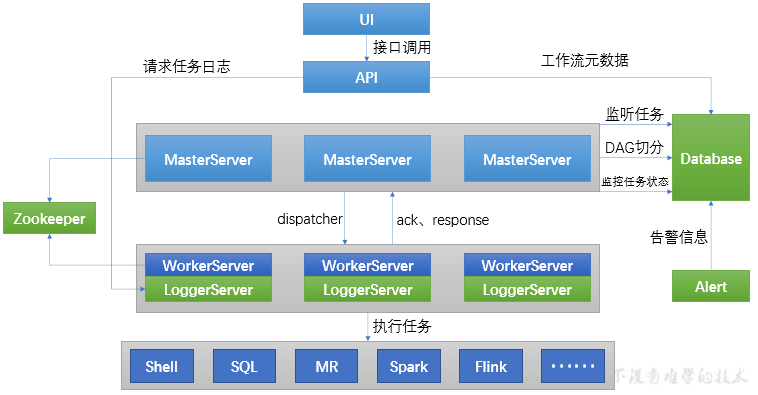 UI
接口调用
请求任务日志
API
工作流元数据
监听任务
MasterServer
MasterServer
MasterServer
DAG切分
Database
监控任务状态
Zookeeper
dispatcher
ack、response
告警信息
WorkerServer
WorkerServer
WorkerServer
LoggerServer
LoggerServer
LoggerServer
Alert
执行任务
Shell
SQL
MR
Spark
Flink
······
下没有难学的技术